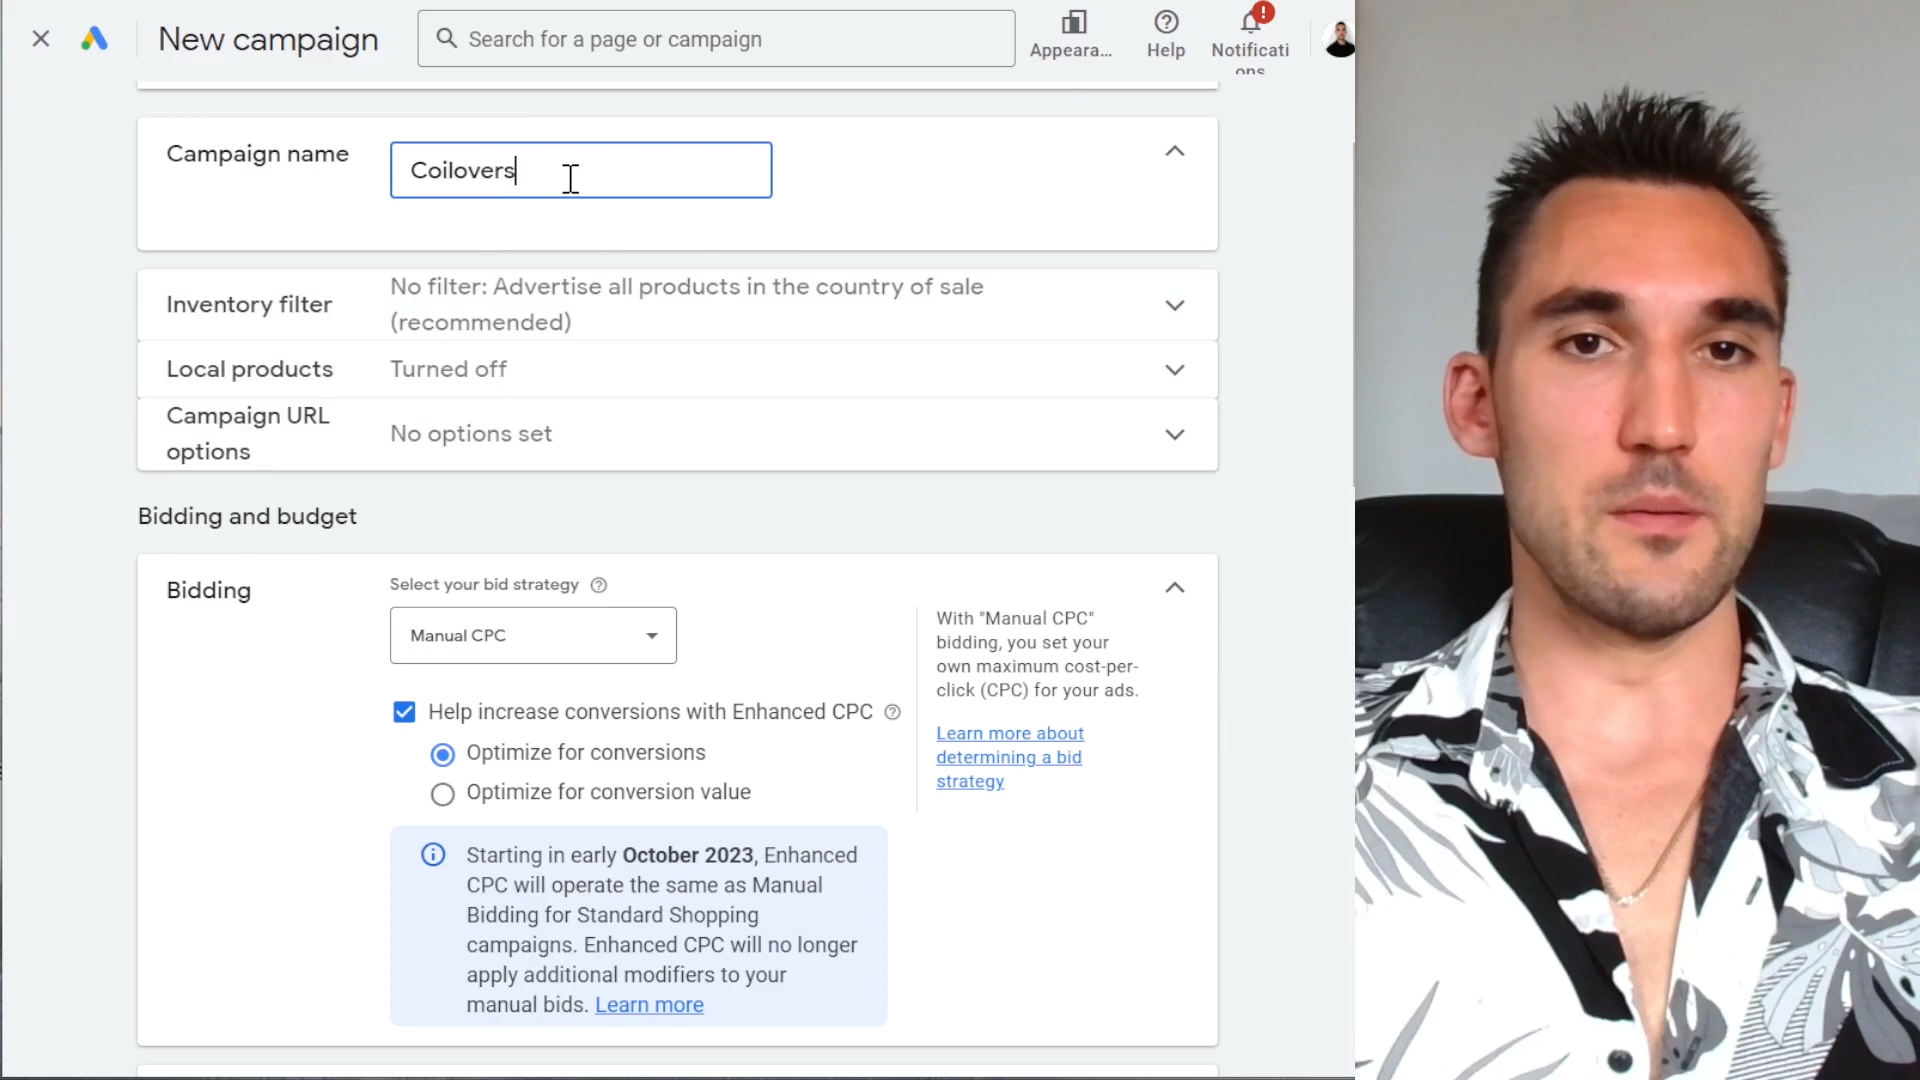 New campaign
Search for a page or campaign
Appeara...
Help
Notificati
ons
!
Campaign name
Coilovers
Inventory filter
No filter: Advertise all products in the country of sale
(recommended)
Local products
Turned off
Campaign URL
options
No options set
Bidding and budget
Bidding
Select your bid strategy
Manual CPC
Help increase conversions with Enhanced CPC
Optimize for conversions
Optimize for conversion value
With "Manual CPC"
bidding, you set your
own maximum cost-per-
click (CPC) for your ads.
Learn more about
determining a bid
strategy
Starting in early October 2023, Enhanced
CPC will operate the same as Manual
Bidding for Standard Shopping
campaigns. Enhanced CPC will no longer
apply additional modifiers to your
manual bids. Learn more